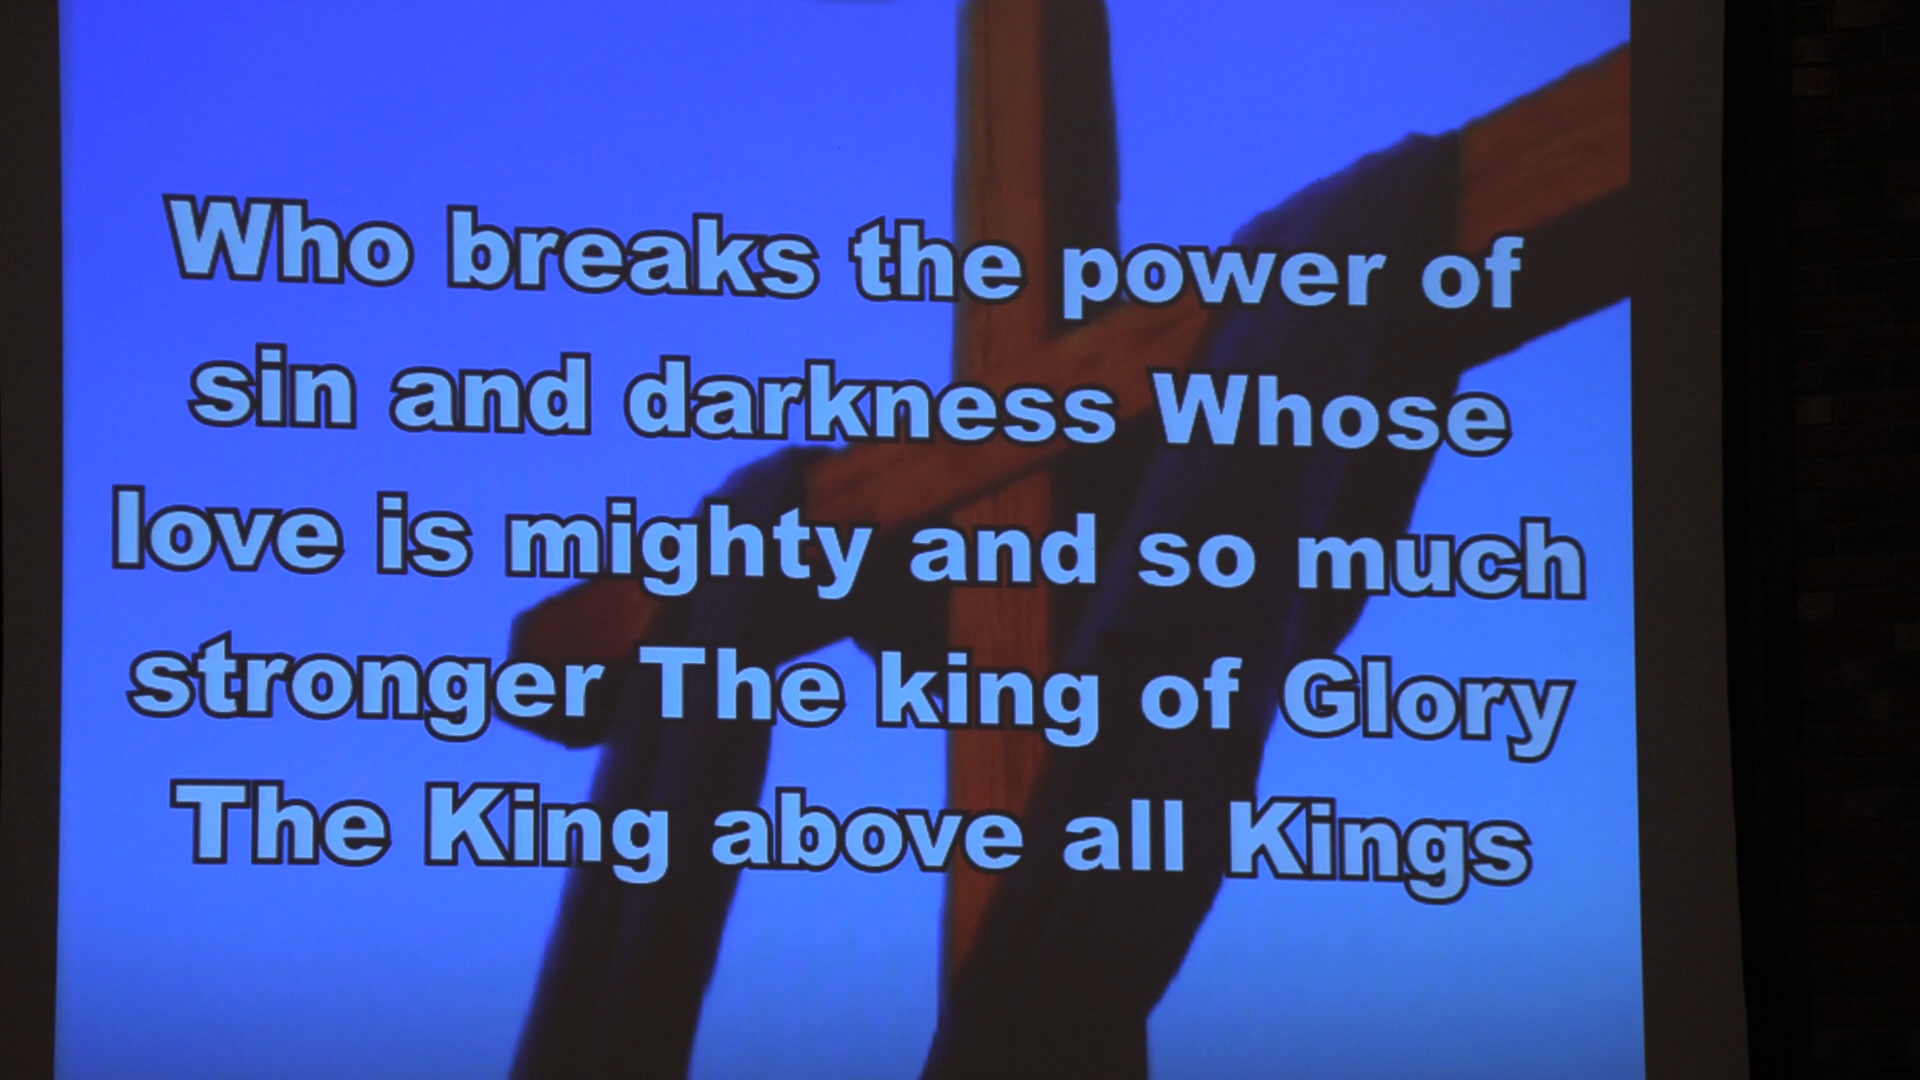 Who breaks the power of
sin and darkness Whose
love is mighty and so much
stronger The king of Glory
The King above all Kings